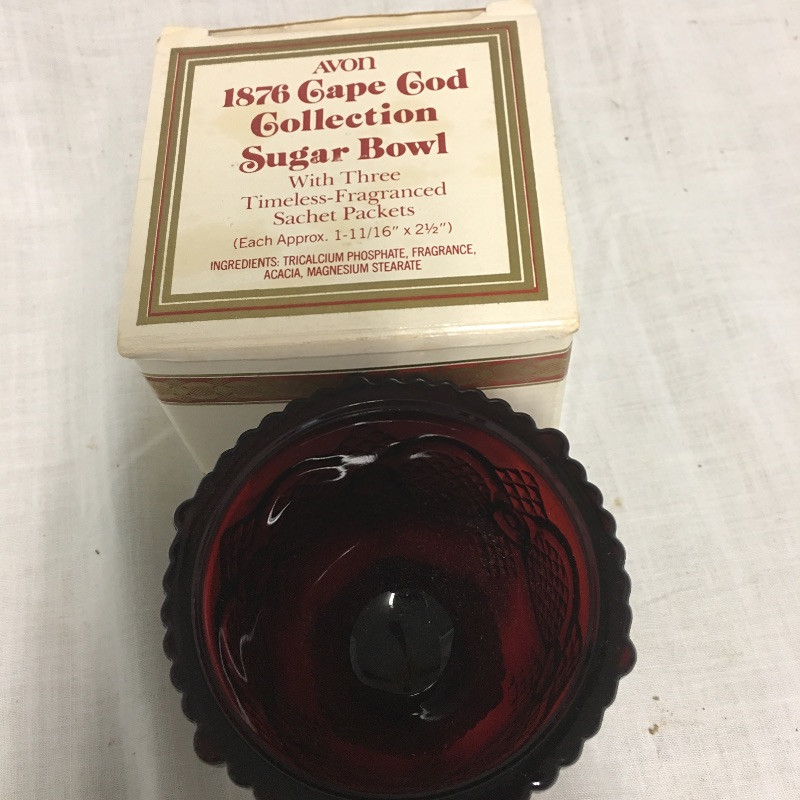 AVON
1876 Cape Cod
Collection
Sugar Bowl
With Three
Timeless-Fragranced
Sachet Packets
(Each Approx. 1-11/16" x 2½")
INGREDIENTS: TRICALCIUM PHOSPHATE, FRAGRANCE,
ACACIA, MAGNESIUM STEARATE